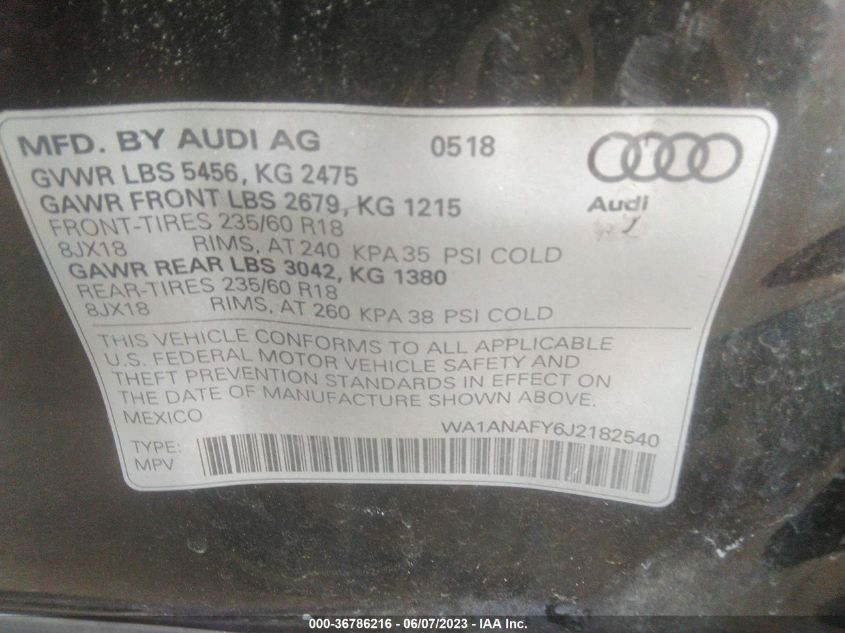 MFD. BY AUDI AG 0518
GVWR LBS 5456, KG 2475
GAWR FRONT LBS 2679, KG 1215
FRONT-TIRES 235/60 R18
8JX18 RIMS, AT 240 KPA 35 PSI COLD
GAWR REAR LBS 3042, KG 1380
REAR-TIRES 235/60 R18
8JX18 RIMS, AT 260 KPA 38 PSI COLD
Audi
THIS VEHICLE CONFORMS TO ALL APPLICABLE
U.S. FEDERAL MOTOR VEHICLE SAFETY AND
THEFT PREVENTION STANDARDS IN EFFECT ON
THE DATE OF MANUFACTURE SHOWN ABOVE.
MEXICO
WA1ANAFY6J2182540
TYPE:
MPV
000-36786216 - 06/07/2023 - IAA Inc.